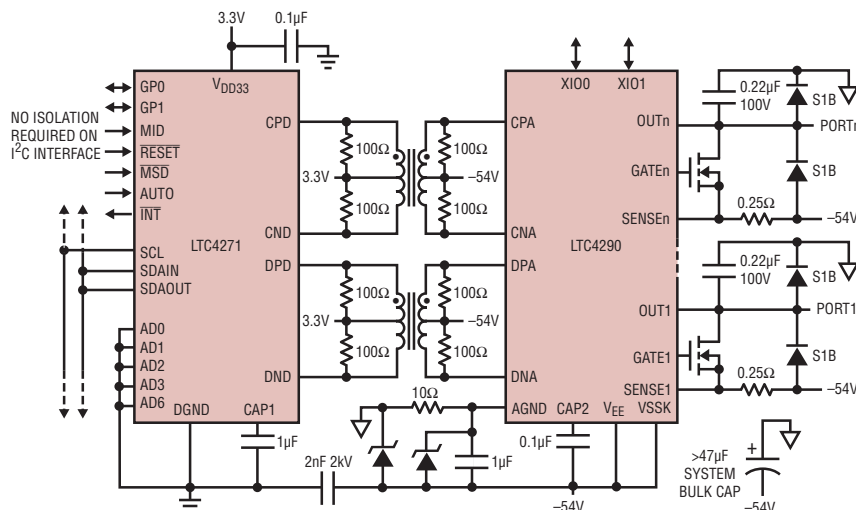 3.3V
0.1µF
VDD33
GP0
GP1
MID
RESET
MSD
AUTO
INT
NO ISOLATION
REQUIRED ON
I²C INTERFACE
SCL
SDAIN
SDAOUT
AD0
AD1
AD2
AD3
AD6
LTC4271
CPD
CND
DPD
DND
DGND
CAP1
1µF
2nF 2kV
100Ω
3.3V
100Ω
100Ω
–54V
100Ω
100Ω
3.3V
100Ω
100Ω
–54V
100Ω
10Ω
1µF
XIO0
XIO1
CPA
CNA
LTC4290
DPA
DNA
AGND
CAP2
VEE
VSSK
0.1µF
–54V
OUTn
GATEn
SENSEn
OUT1
GATE1
SENSE1
0.22µF
100V
S1B
PORTn
S1B
0.25Ω
–54V
0.22µF
100V
S1B
PORT1
S1B
0.25Ω
–54V
+
>47µF
SYSTEM
BULK CAP
–54V